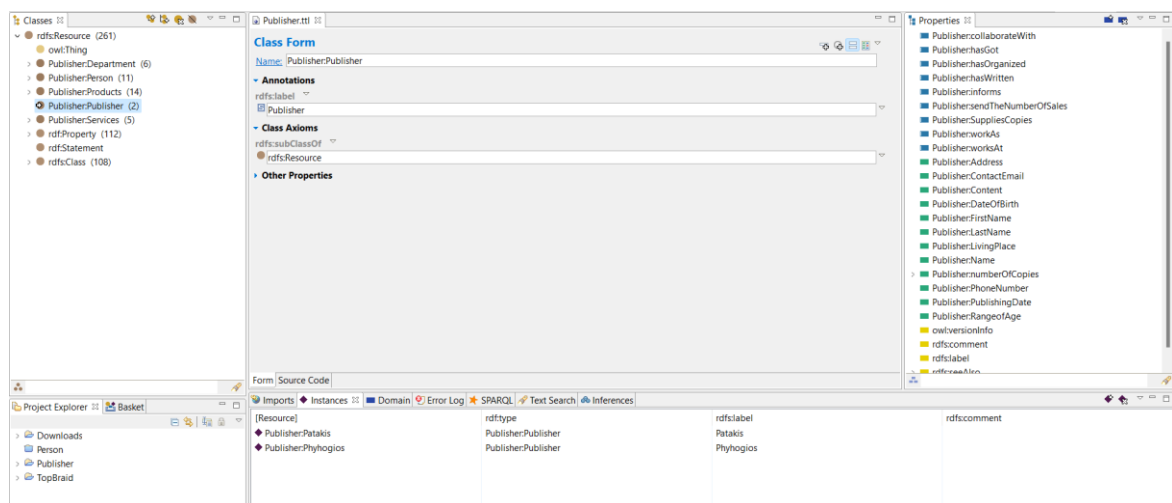 Classes
rdfs:Resource (261)
owl:Thing
Publisher:Department (6)
Publisher:Person (11)
Publisher:Products (14)
Publisher:Publisher (2)
Publisher:Services (5)
rdf:Property (112)
rdf:Statement
rdfs:Class (108)
Publisher.ttl
Class Form
Name: Publisher:Publisher
Annotations
rdfs:label
Publisher
Class Axioms
rdfs:subClassOf
rdfs:Resource
Other Properties
Form Source Code
Properties
Publisher:collaborateWith
Publisher:hasGot
Publisher:hasOrganized
Publisher:hasWritten
Publisher:informs
Publisher:sendTheNumberOfSales
Publisher:SuppliesCopies
Publisher:workAs
Publisher:worksAt
Publisher:Address
Publisher:ContactEmail
Publisher:Content
Publisher:DateOfBirth
Publisher:FirstName
Publisher:LastName
Publisher:LivingPlace
Publisher:Name
Publisher:numberOfCopies
Publisher:PhoneNumber
Publisher:PublishingDate
Publisher:RangeofAge
owl:versionInfo
rdfs:comment
rdfs:label
rdfs:seeAlso
Project Explorer Basket
Downloads
Person
Publisher
TopBraid
Imports Instances Domain Error Log SPARQL Text Search Inferences
[Resource] rdf:type rdfs:label rdfs:comment
Publisher:Patakis Publisher:Publisher Patakis
Publisher:Phyhogios Publisher:Publisher Phyhogios